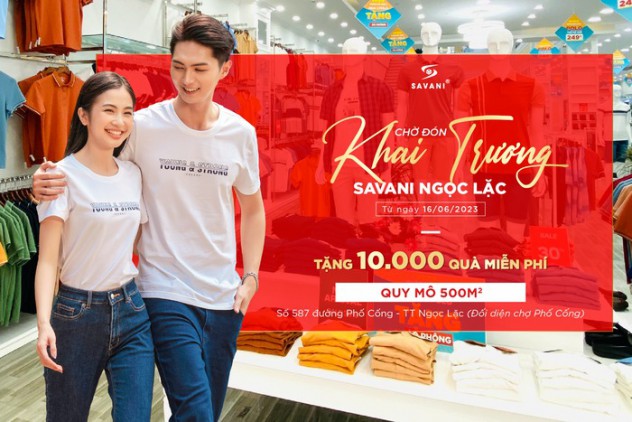 TẶNG
TẶNG
249
SAVANI®
CHỜ ĐÓN
Khai Trương
SAVANI NGỌC LẶC
Từ ngày 16/06/2023
TẶNG 10.000 QUÀ MIỄN PHÍ
QUY MÔ 500M²
Số 587 đường Phố Cống - TT Ngọc Lặc (Đối diện chợ Phố Cống)
YOUNG & STRONG
YOUNG & STRONG
30
PHÒNG